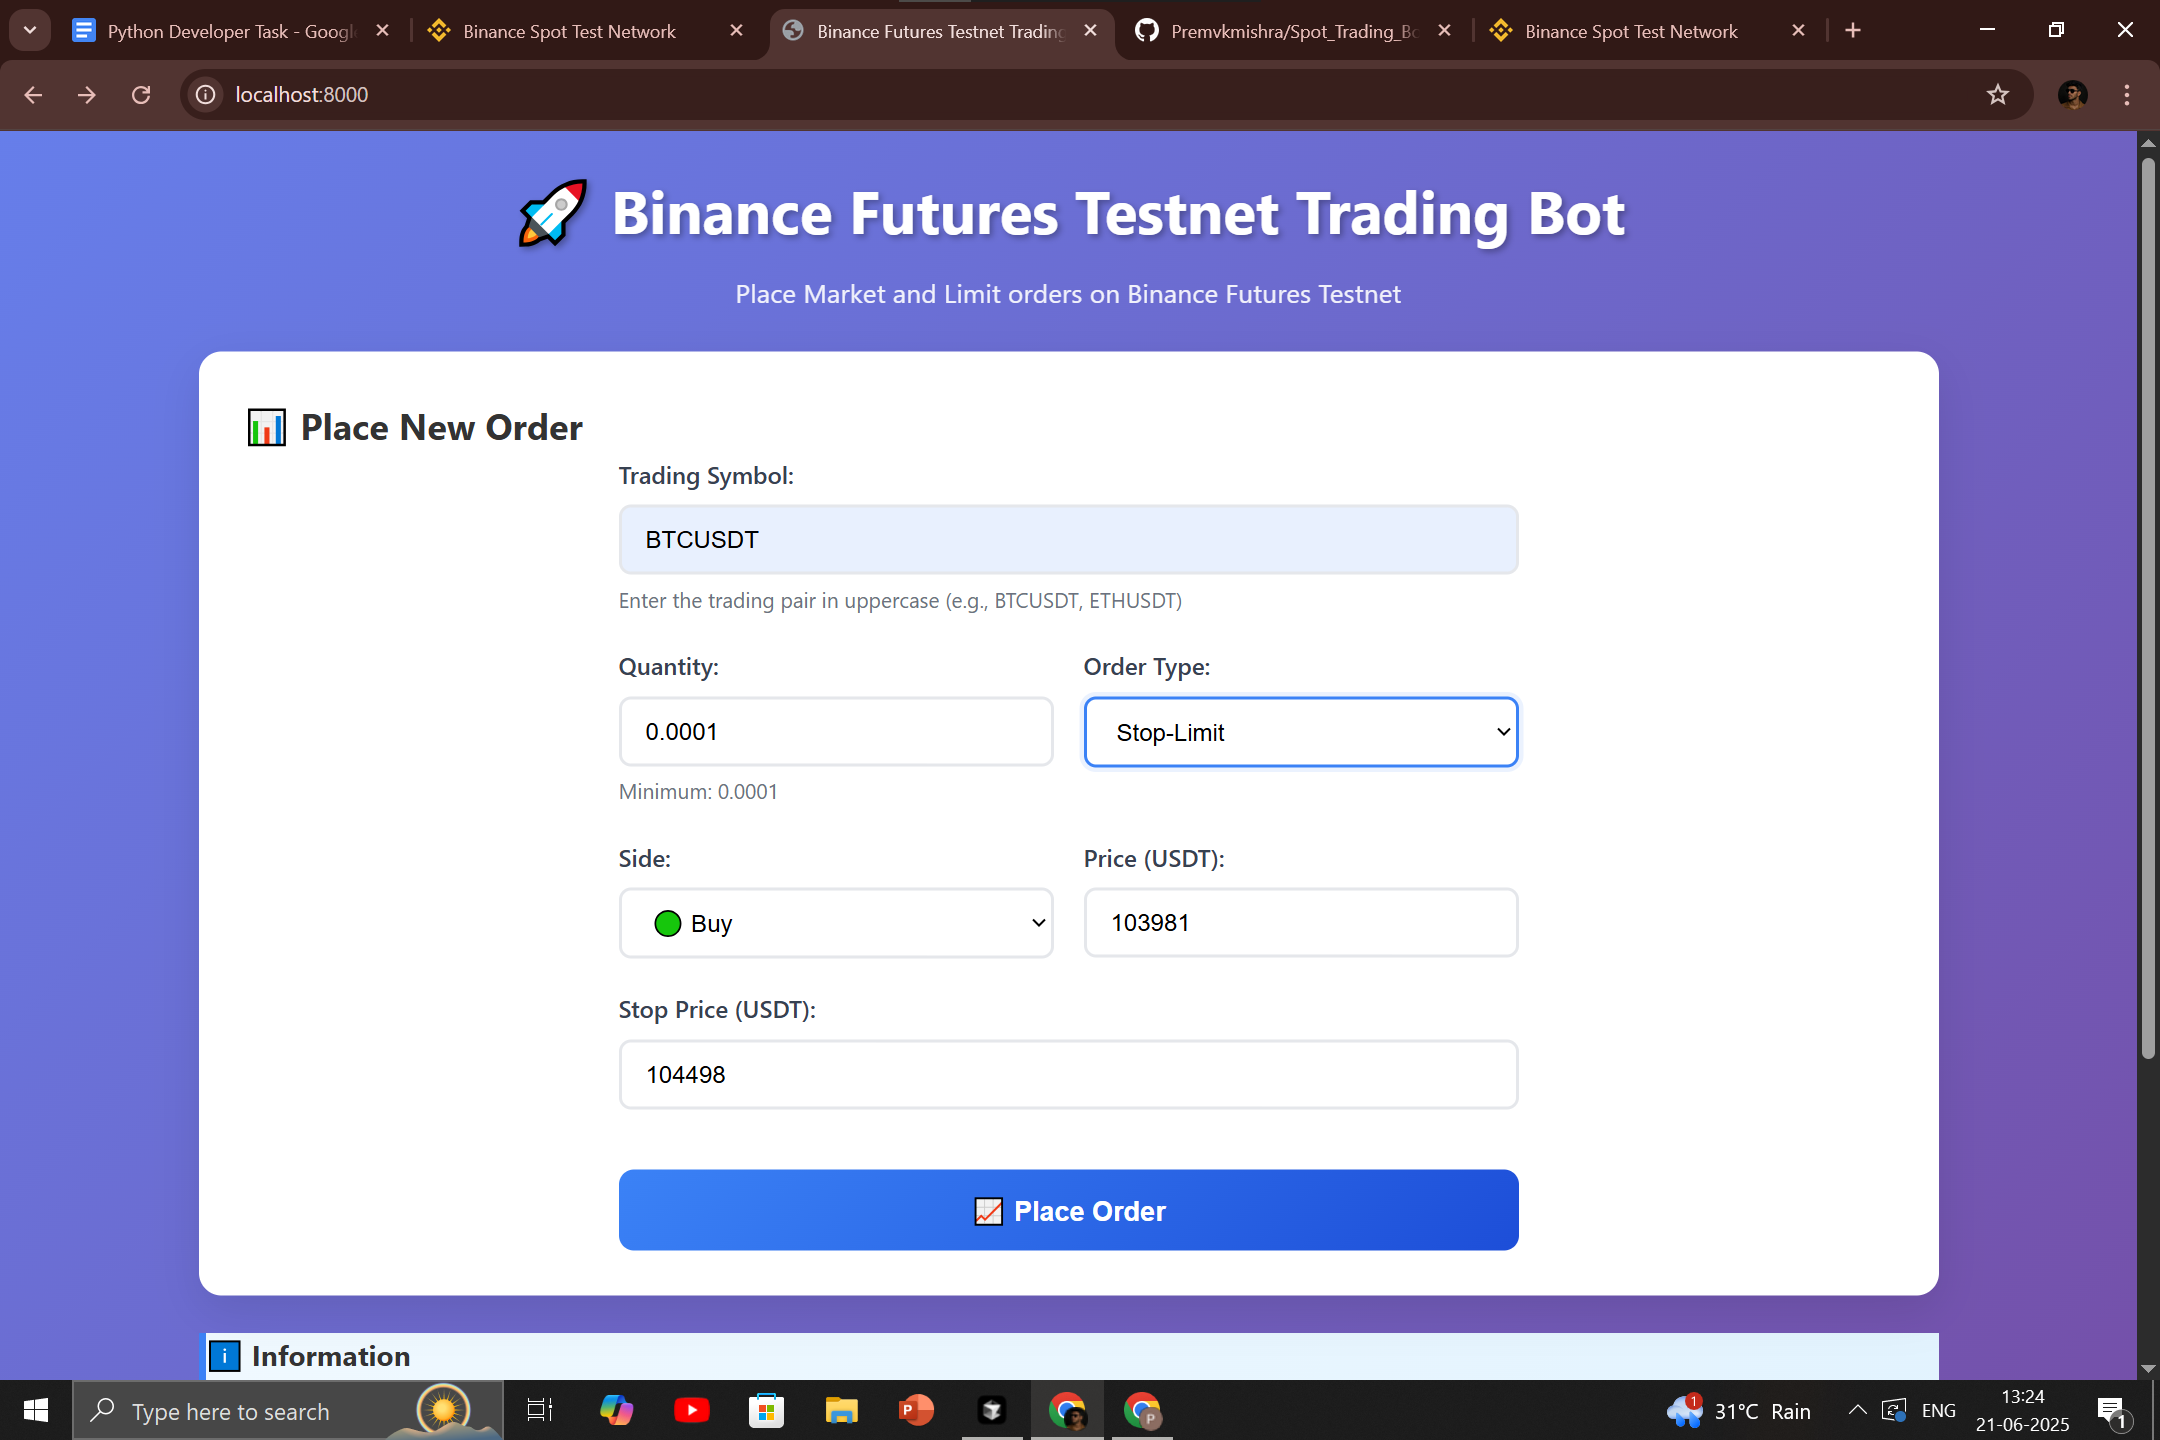 Python Developer Task - Googl
Binance Spot Test Network
Binance Futures Testnet Trading
Premvkmishra/Spot_Trading_Bo
Binance Spot Test Network
localhost:8000
Binance Futures Testnet Trading Bot
Place Market and Limit orders on Binance Futures Testnet
Place New Order
Trading Symbol:
BTCUSDT
Enter the trading pair in uppercase (e.g., BTCUSDT, ETHUSDT)
Quantity:
Order Type:
0.0001
Stop-Limit
Minimum: 0.0001
Side:
Price (USDT):
Buy
103981
Stop Price (USDT):
104498
Place Order
i Information
Type here to search
P
P
1
31°C Rain
ENG
13:24
21-06-2025
1